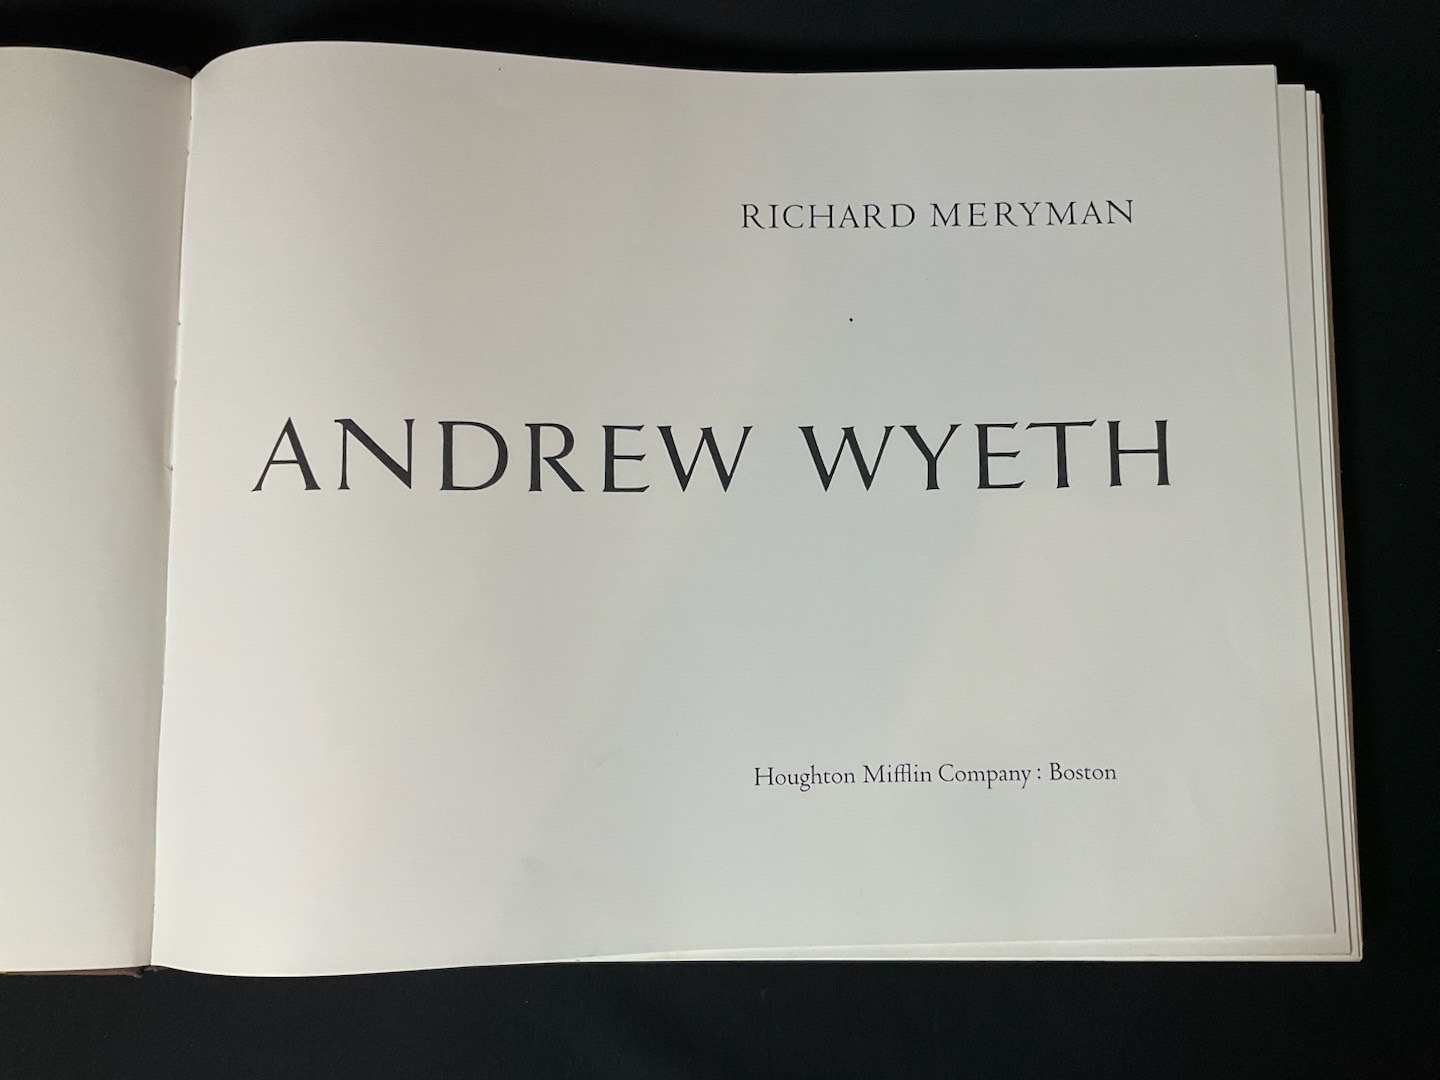 RICHARD MERYMAN
ANDREW WYETH
Houghton Mifflin Company : Boston